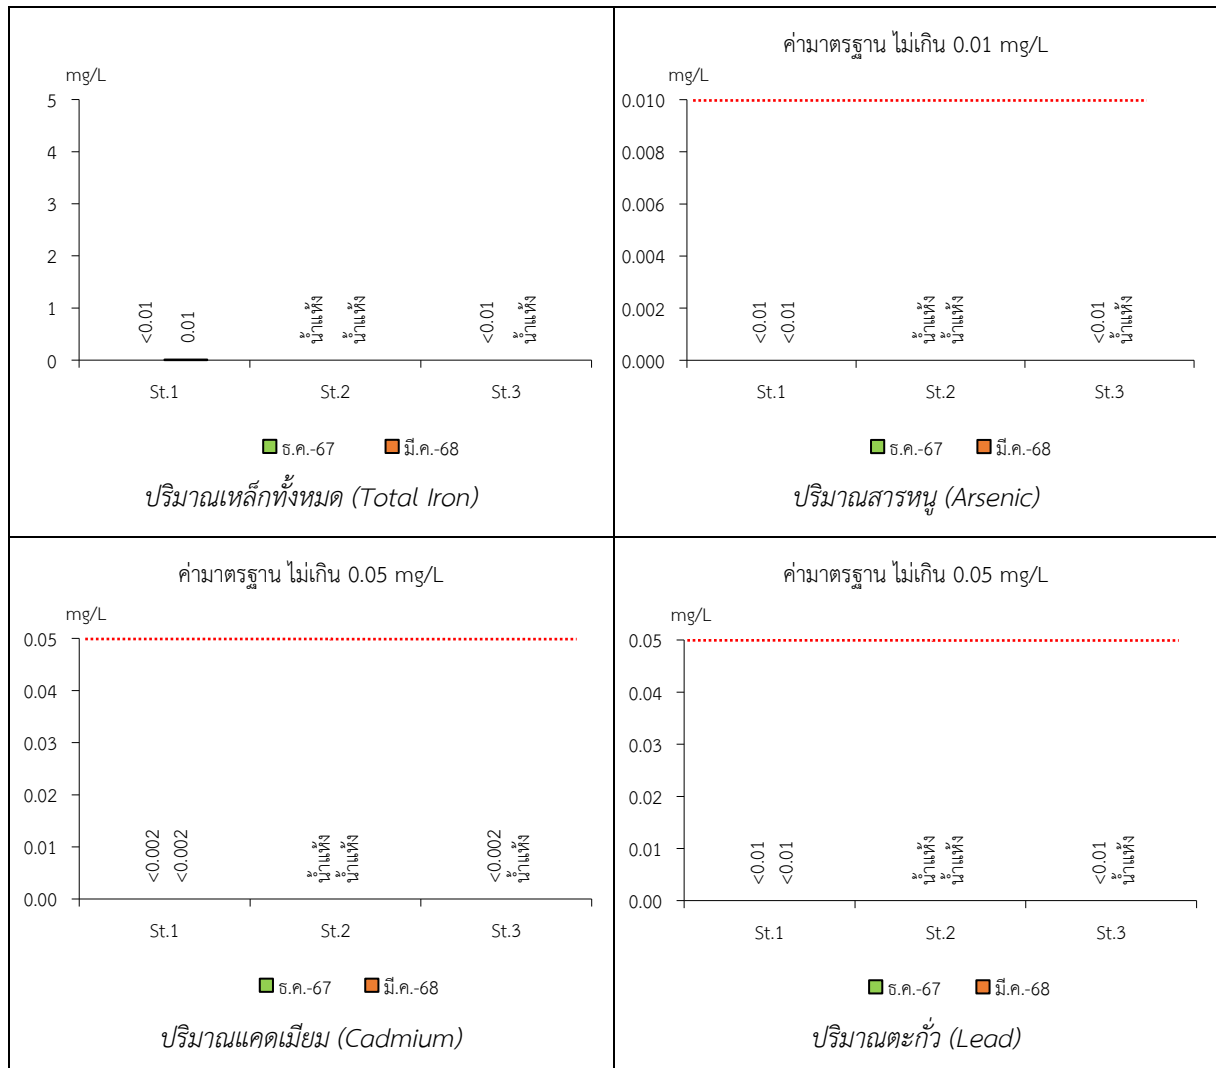 mg/L
5
4
3
2
1
0
<0.01
0.01
น้ำแห้ง
น้ำแห้ง
<0.01
น้ำแห้ง
St.1 St.2 St.3
ธ.ค.-67 มี.ค.-68
ปริมาณเหล็กทั้งหมด (Total Iron)
ค่ามาตรฐาน ไม่เกิน 0.01 mg/L
mg/L
0.010
0.008
0.006
0.004
0.002
0.000
<0.01
<0.01
น้ำแห้ง
น้ำแห้ง
<0.01
น้ำแห้ง
St.1 St.2 St.3
ธ.ค.-67 มี.ค.-68
ปริมาณสารหนู (Arsenic)
ค่ามาตรฐาน ไม่เกิน 0.05 mg/L
mg/L
0.05
0.04
0.03
0.02
0.01
0.00
<0.002
<0.002
น้ำแห้ง
น้ำแห้ง
<0.002
น้ำแห้ง
St.1 St.2 St.3
ธ.ค.-67 มี.ค.-68
ปริมาณแคดเมียม (Cadmium)
ค่ามาตรฐาน ไม่เกิน 0.05 mg/L
mg/L
0.05
0.04
0.03
0.02
0.01
0.00
<0.01
<0.01
น้ำแห้ง
น้ำแห้ง
<0.01
น้ำแห้ง
St.1 St.2 St.3
ธ.ค.-67 มี.ค.-68
ปริมาณตะกั่ว (Lead)